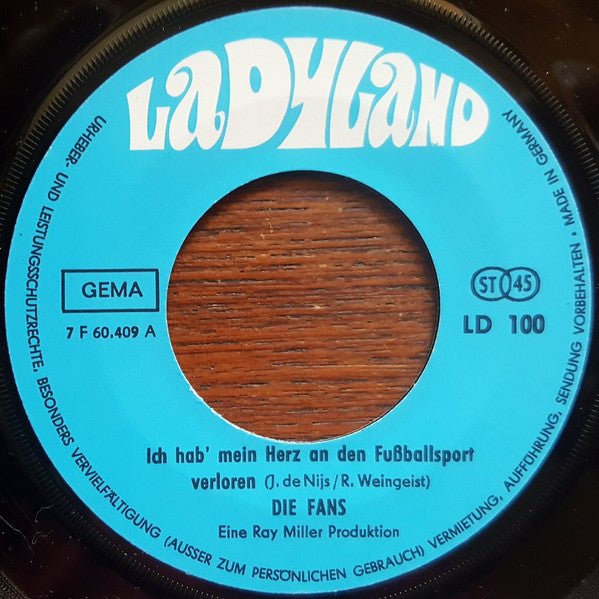 LADYLAND
URHEBER- UND LEISTUNGSSCHUTZRECHTE, BESONDERS VERVIELFÄLTIGUNG (AUSSER ZUM PERSÖNLICHEN GEBRAUCH) VERMIETUNG, AUFFÜHRUNG, SENDUNG VORBEHALTEN • MADE IN GERMANY
GEMA
7 F 60.409 A
ST 45
LD 100
Ich hab' mein Herz an den Fußballsport
verloren (J. de Nijs/R. Weingeist)
DIE FANS
Eine Ray Miller Produktion